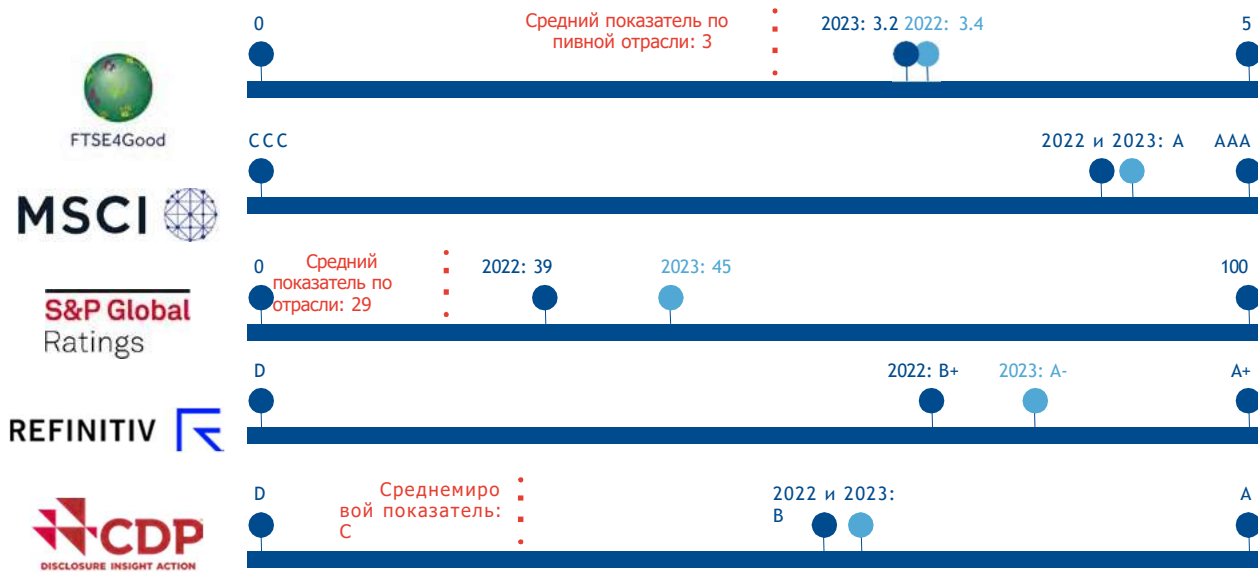 0
Средний показатель по
пивной отрасли: 3
2023: 3.2 2022: 3.4
5
FTSE4Good
CCC
2022 и 2023: A
AAA
MSCI
0
Средний
показатель по
отрасли: 29
2022: 39
2023: 45
100
S&P Global
Ratings
D
2022: B+
2023: A-
A+
REFINITIV
D
Среднемиро
вой показатель:
C
2022 и 2023:
B
A
CDP
DISCLOSURE INSIGHT ACTION